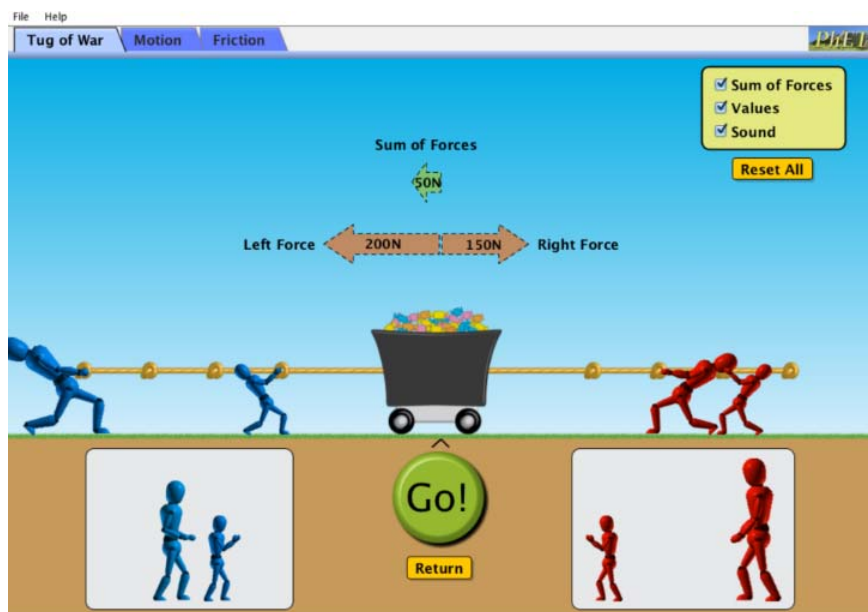 File Help
Tug of War Motion Friction PhET
Sum of Forces
Values
Sound
Reset All
Sum of Forces
50N
Left Force 200N 150N Right Force
Go!
Return